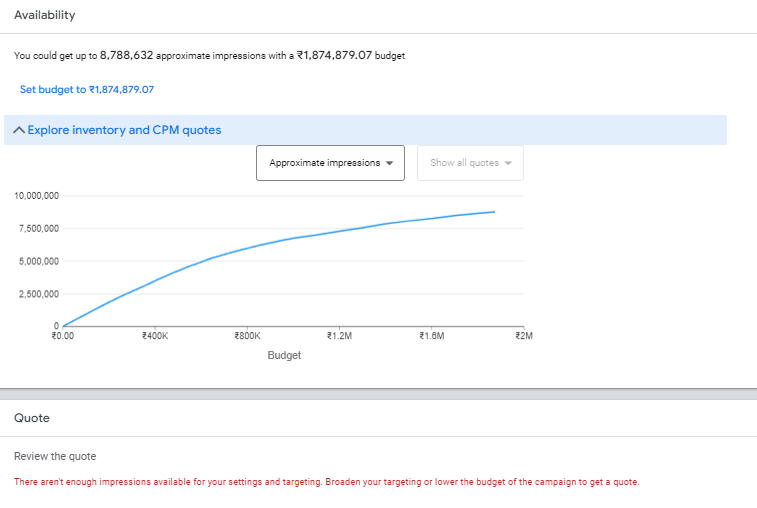 Availability
You could get up to 8,788,632 approximate impressions with a ₹1,874,879.07 budget
Set budget to ₹1,874,879.07
Explore inventory and CPM quotes
Approximate impressions
Show all quotes
10,000,000
7,500,000
5,000,000
2,500,000
0
₹0.00 ₹400K ₹800K ₹1.2M ₹1.6M ₹2M
Budget
Quote
Review the quote
There aren't enough impressions available for your settings and targeting. Broaden your targeting or lower the budget of the campaign to get a quote.